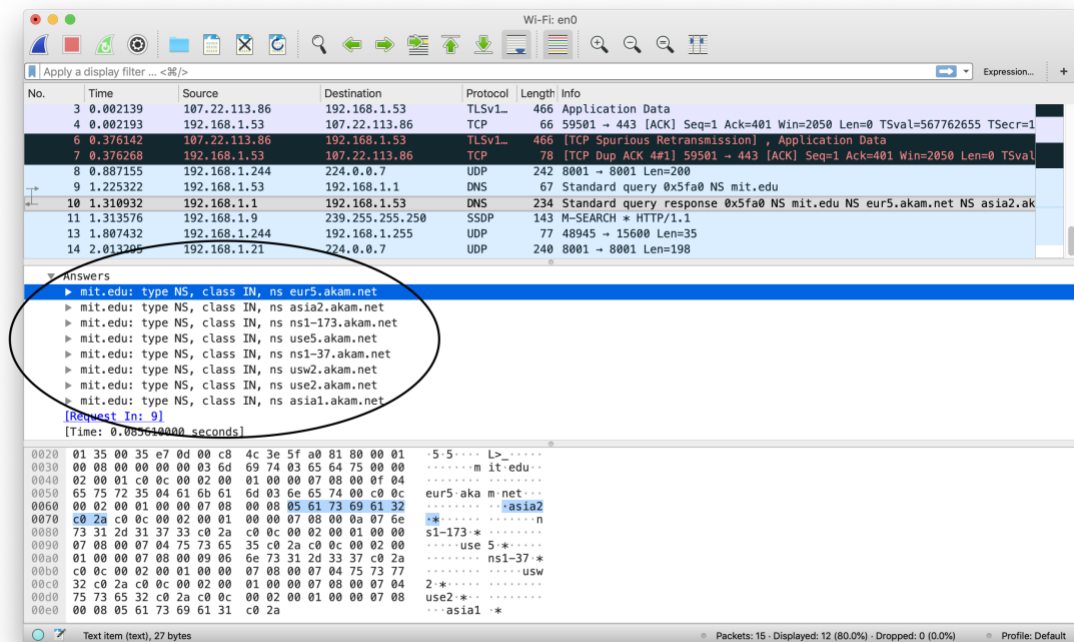 Wi-Fi: en0
Apply a display filter ... <⌘/>
Expression...
+
No. Time Source Destination Protocol Length Info
3 0.002139 107.22.113.86 192.168.1.53 TLSv1… 466 Application Data
4 0.002193 192.168.1.53 107.22.113.86 TCP 66 59501 → 443 [ACK] Seq=1 Ack=401 Win=2050 Len=0 TSval=567762655 TSecr=1
6 0.376142 107.22.113.86 192.168.1.53 TLSv1… 466 [TCP Spurious Retransmission] , Application Data
7 0.376268 192.168.1.53 107.22.113.86 TCP 78 [TCP Dup ACK 4#1] 59501 → 443 [ACK] Seq=1 Ack=401 Win=2050 Len=0 TSval
8 0.887155 192.168.1.244 224.0.0.7 UDP 242 8001 → 8001 Len=200
9 1.225322 192.168.1.53 192.168.1.1 DNS 67 Standard query 0x5fa0 NS mit.edu
10 1.310932 192.168.1.1 192.168.1.53 DNS 234 Standard query response 0x5fa0 NS mit.edu NS eur5.akam.net NS asia2.ak
11 1.313576 192.168.1.9 239.255.255.250 SSDP 143 M-SEARCH * HTTP/1.1
13 1.807432 192.168.1.244 192.168.1.255 UDP 77 48945 → 15600 Len=35
14 2.013295 192.168.1.21 224.0.0.7 UDP 240 8001 → 8001 Len=198
Answers
mit.edu: type NS, class IN, ns eur5.akam.net
mit.edu: type NS, class IN, ns asia2.akam.net
mit.edu: type NS, class IN, ns ns1-173.akam.net
mit.edu: type NS, class IN, ns use5.akam.net
mit.edu: type NS, class IN, ns ns1-37.akam.net
mit.edu: type NS, class IN, ns usw2.akam.net
mit.edu: type NS, class IN, ns use2.akam.net
mit.edu: type NS, class IN, ns asia1.akam.net
[Request In: 9]
[Time: 0.085610000 seconds]
0020 01 35 00 35 e7 0d 00 c8 4c 3e 5f a0 81 80 00 01 ·5·5···· L>_·····
0030 00 08 00 00 00 00 03 6d 69 74 03 65 64 75 00 00 ·······m it·edu··
0040 02 00 01 c0 0c 00 02 00 01 00 00 07 08 00 0f 04 ········ ········
0050 65 75 72 35 04 61 6b 61 6d 03 6e 65 74 00 c0 0c eur5·aka m·net···
0060 00 02 00 01 00 00 07 08 00 08 05 61 73 69 61 32 ········ ···asia2
0070 c0 2a c0 0c 00 02 00 01 00 00 07 08 00 0a 07 6e ·*······ ·······n
0080 73 31 2d 31 37 33 c0 2a c0 0c 00 02 00 01 00 00 s1-173·* ········
0090 07 08 00 07 04 75 73 65 35 c0 2a c0 0c 00 02 00 ·····use 5·*·····
00a0 01 00 00 07 08 00 09 06 6e 73 31 2d 33 37 c0 2a ········ ns1-37·*
00b0 c0 0c 00 02 00 01 00 00 07 08 00 07 04 75 73 77 ········ ·····usw
00c0 32 c0 2a c0 0c 00 02 00 01 00 00 07 08 00 07 04 2·*····· ········
00d0 75 73 65 32 c0 2a c0 0c 00 02 00 01 00 00 07 08 use2·*·· ········
00e0 00 08 05 61 73 69 61 31 c0 2a ···asia1 ·*
Text item (text), 27 bytes
Packets: 15 · Displayed: 12 (80.0%) · Dropped: 0 (0.0%)
Profile: Default